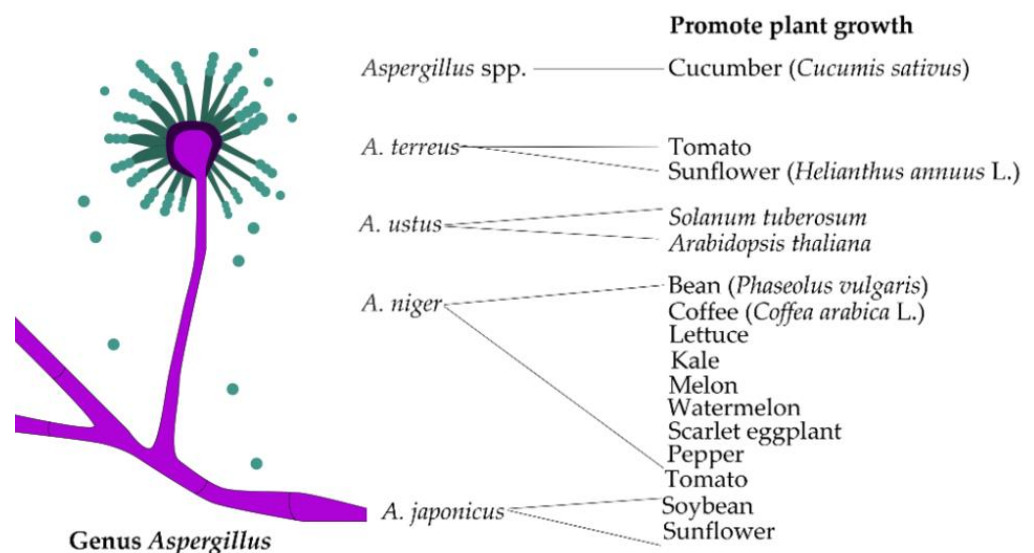 Promote plant growth
Aspergillus spp. Cucumber (Cucumis sativus)
A. terreus Tomato
Sunflower (Helianthus annuus L.)
A. ustus Solanum tuberosum
Arabidopsis thaliana
A. niger Bean (Phaseolus vulgaris)
Coffee (Coffea arabica L.)
Lettuce
Kale
Melon
Watermelon
Scarlet eggplant
Pepper
Tomato
A. japonicus Soybean
Sunflower
Genus Aspergillus